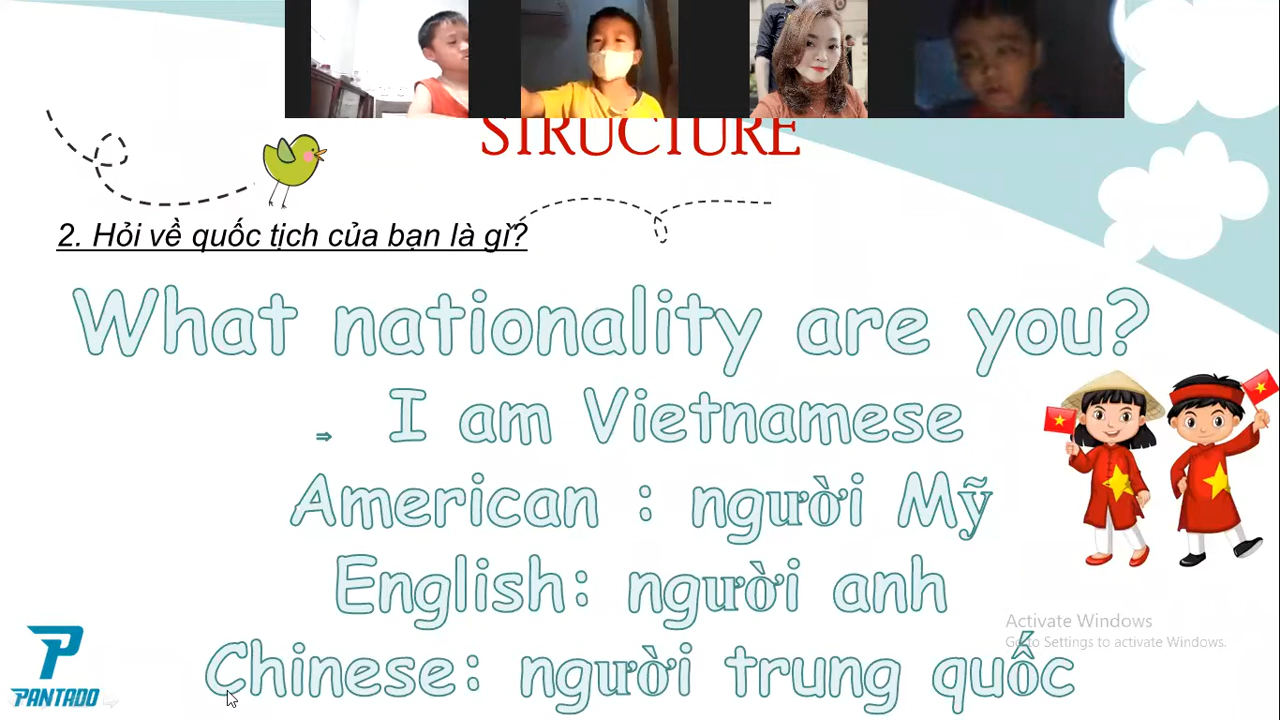 STRUCTURE
2. Hỏi về quốc tịch của bạn là gì?
What nationality are you?
⇒ I am Vietnamese
American : người Mỹ
English: người anh
Chinese: người trung quốc
Activate Windows
Go to Settings to activate Windows.
PANTADO